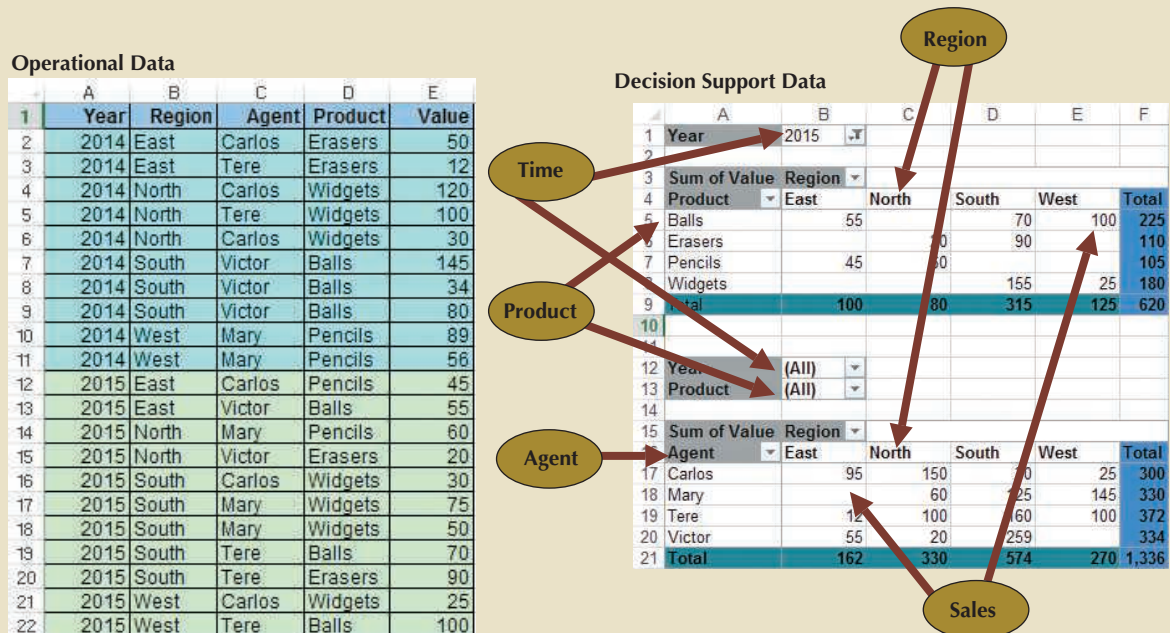 Operational Data
A B C D E
1 Year Region Agent Product Value
2 2014 East Carlos Erasers 50
3 2014 East Tere Erasers 12
4 2014 North Carlos Widgets 120
5 2014 North Tere Widgets 100
6 2014 North Carlos Widgets 30
7 2014 South Victor Balls 145
8 2014 South Victor Balls 34
9 2014 South Victor Balls 80
10 2014 West Mary Pencils 89
11 2014 West Mary Pencils 56
12 2015 East Carlos Pencils 45
13 2015 East Victor Balls 55
14 2015 North Mary Pencils 60
15 2015 North Victor Erasers 20
16 2015 South Carlos Widgets 30
17 2015 South Mary Widgets 75
18 2015 South Mary Widgets 50
19 2015 South Tere Balls 70
20 2015 South Tere Erasers 90
21 2015 West Carlos Widgets 25
22 2015 West Tere Balls 100
Time
Product
Agent
Region
Sales
Decision Support Data
A B C D E F
1 Year 2015
2
3 Sum of Value Region
4 Product East North South West Total
5 Balls 55 70 100 225
6 Erasers 90 110
7 Pencils 45 105
Widgets 155 25 180
9 Total 100 80 315 125 620
10
12 Year (All)
13 Product (All)
14
15 Sum of Value Region
Agent East North South West Total
17 Carlos 95 150 25 300
18 Mary 60 145 330
19 Tere 12 100 160 100 372
20 Victor 55 20 259 334
21 Total 162 330 574 270 1,336